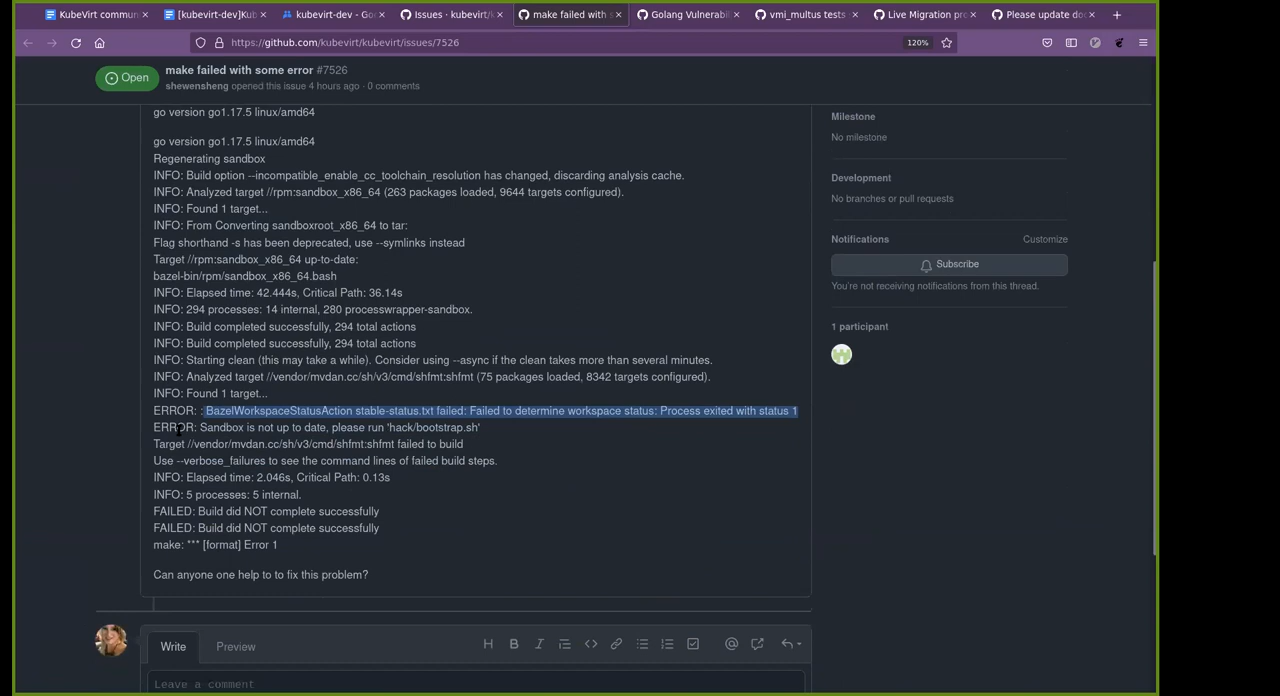 KubeVirt commun
[kubevirt-dev]Kub
kubevirt-dev - Goo
Issues · kubevirt/k
make failed with s
Golang Vulnerabil
vmi_multus tests
Live Migration pro
Please update doc
https://github.com/kubevirt/kubevirt/issues/7526
120%
Open
make failed with some error #7526
shewensheng opened this issue 4 hours ago · 0 comments
go version go1.17.5 linux/amd64
go version go1.17.5 linux/amd64
Regenerating sandbox
INFO: Build option --incompatible_enable_cc_toolchain_resolution has changed, discarding analysis cache.
INFO: Analyzed target //rpm:sandbox_x86_64 (263 packages loaded, 9644 targets configured).
INFO: Found 1 target...
INFO: From Converting sandboxroot_x86_64 to tar:
Flag shorthand -s has been deprecated, use --symlinks instead
Target //rpm:sandbox_x86_64 up-to-date:
bazel-bin/rpm/sandbox_x86_64.bash
INFO: Elapsed time: 42.444s, Critical Path: 36.14s
INFO: 294 processes: 14 internal, 280 processwrapper-sandbox.
INFO: Build completed successfully, 294 total actions
INFO: Build completed successfully, 294 total actions
INFO: Starting clean (this may take a while). Consider using --async if the clean takes more than several minutes.
INFO: Analyzed target //vendor/mvdan.cc/sh/v3/cmd/shfmt:shfmt (75 packages loaded, 8342 targets configured).
INFO: Found 1 target...
ERROR: : BazelWorkspaceStatusAction stable-status.txt failed: Failed to determine workspace status: Process exited with status 1
ERROR: Sandbox is not up to date, please run 'hack/bootstrap.sh'
Target //vendor/mvdan.cc/sh/v3/cmd/shfmt:shfmt failed to build
Use --verbose_failures to see the command lines of failed build steps.
INFO: Elapsed time: 2.046s, Critical Path: 0.13s
INFO: 5 processes: 5 internal.
FAILED: Build did NOT complete successfully
FAILED: Build did NOT complete successfully
make: *** [format] Error 1
Can anyone one help to to fix this problem?
Milestone
No milestone
Development
No branches or pull requests
Notifications
Customize
Subscribe
You're not receiving notifications from this thread.
1 participant
Write
Preview
Leave a comment